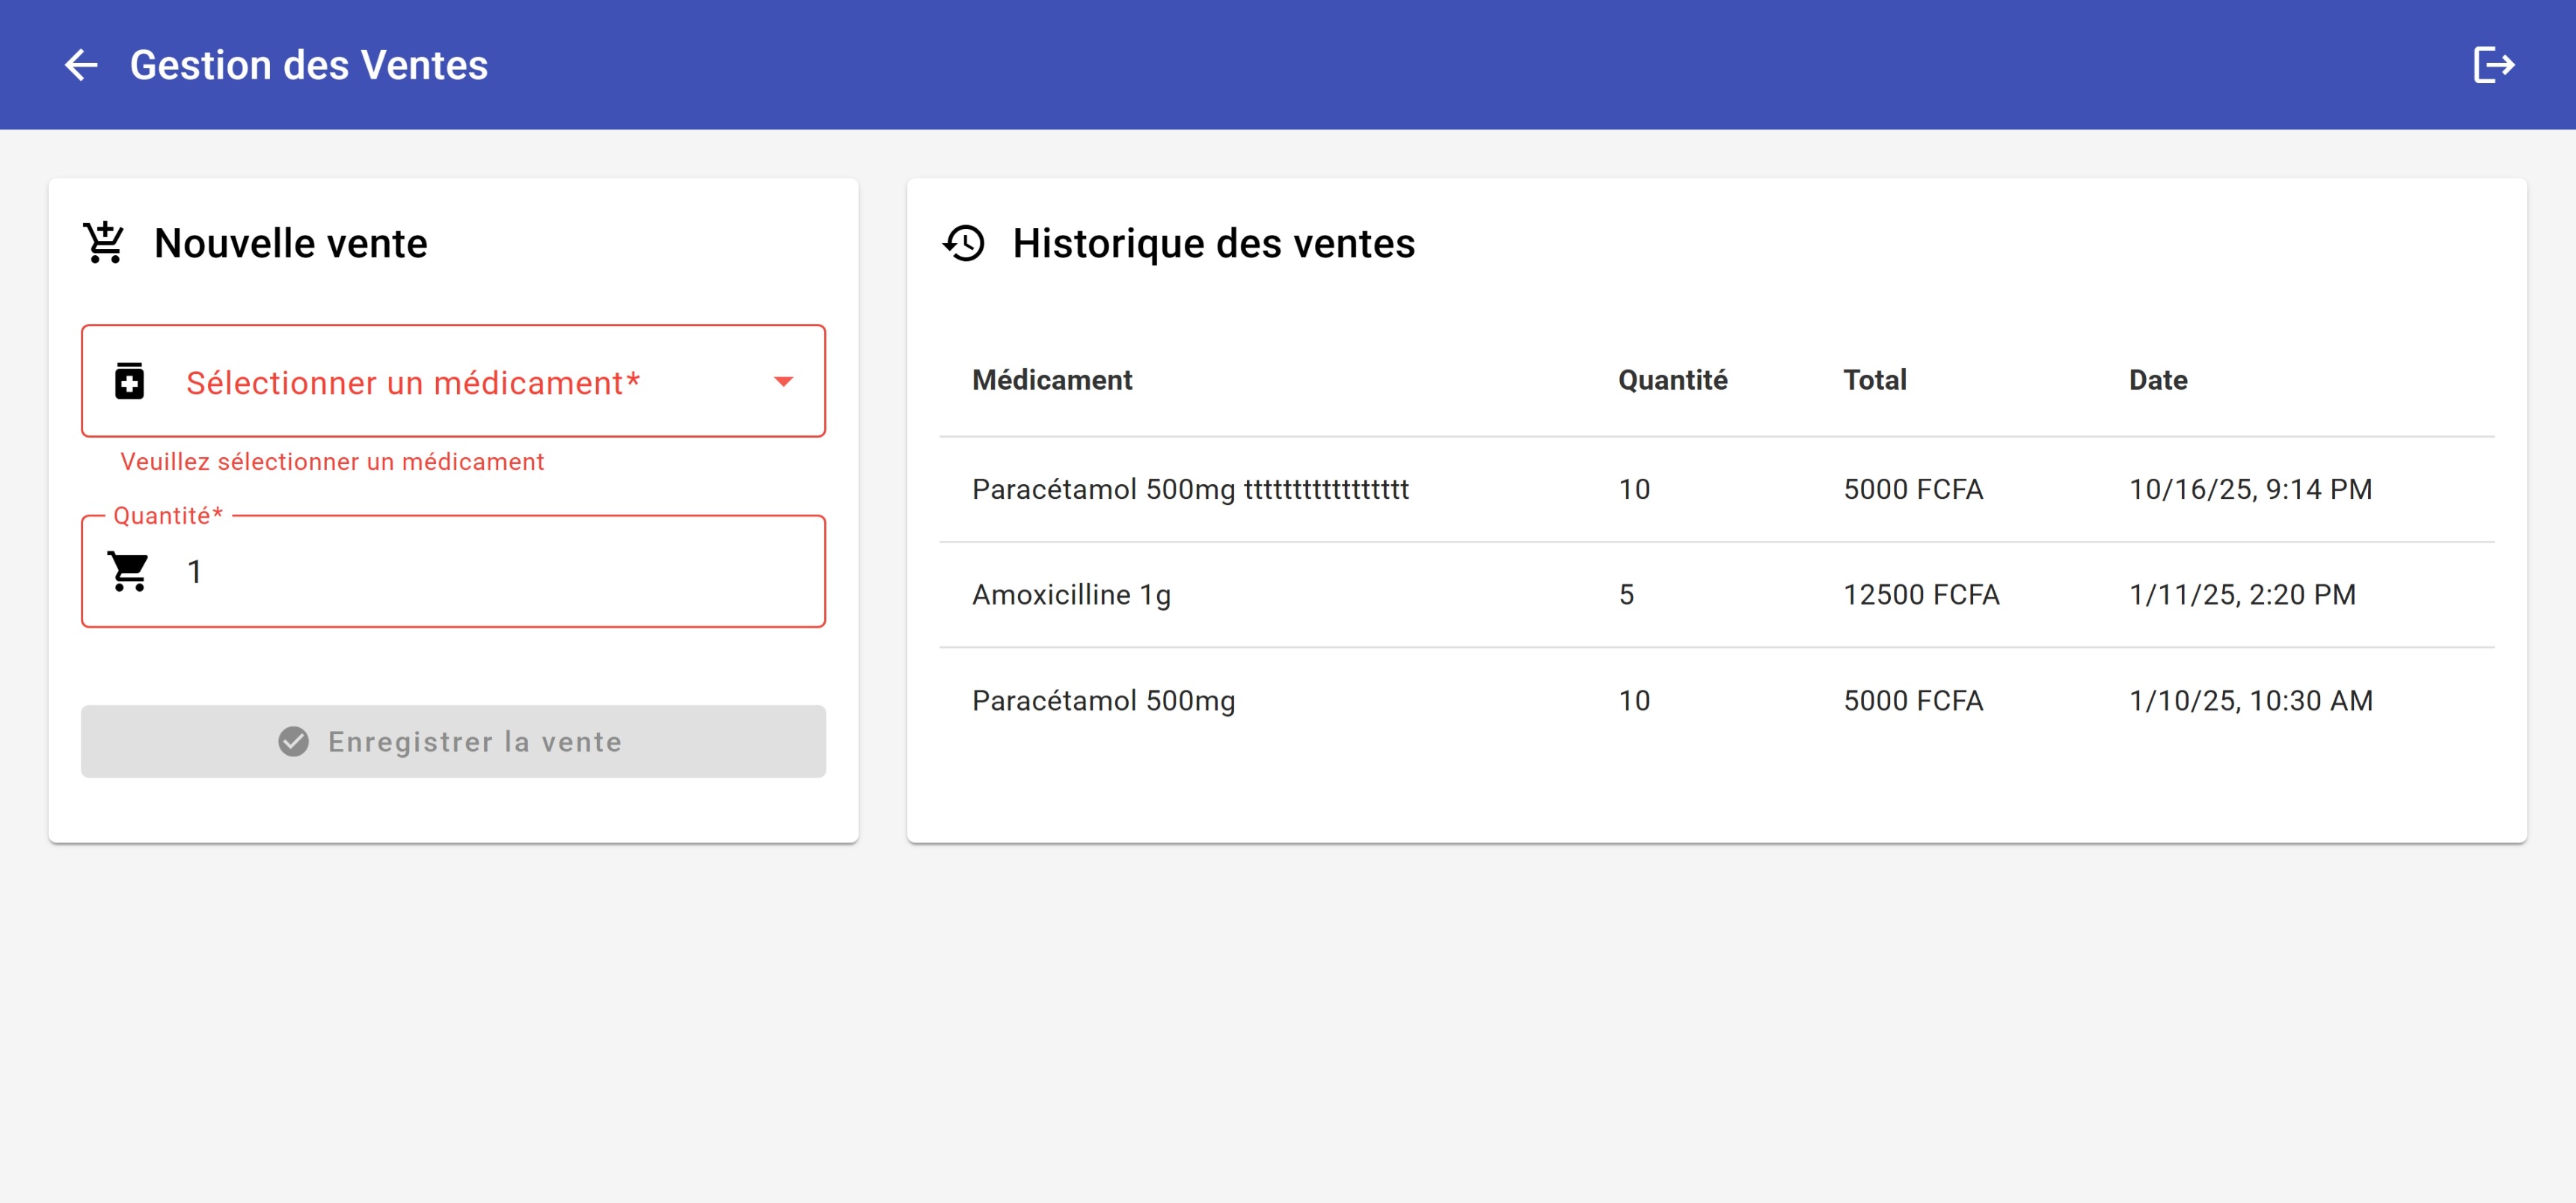 Gestion des Ventes
Nouvelle vente
Sélectionner un médicament*
Veuillez sélectionner un médicament
Quantité*
1
Enregistrer la vente
Historique des ventes
Médicament Quantité Total Date
Paracétamol 500mg ttttttttttttttttt 10 5000 FCFA 10/16/25, 9:14 PM
Amoxicilline 1g 5 12500 FCFA 1/11/25, 2:20 PM
Paracétamol 500mg 10 5000 FCFA 1/10/25, 10:30 AM